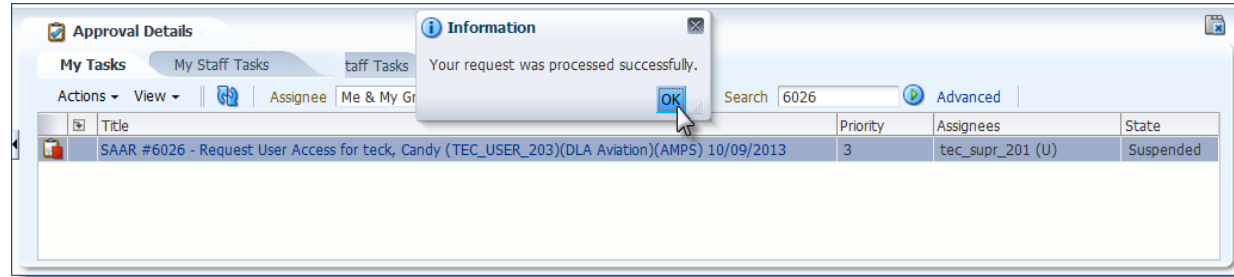 Approval Details
Information
My Tasks My Staff Tasks taff Tasks
Your request was processed successfully.
OK
Actions View Assignee Me & My Gr Search 6026 Advanced
Title Priority Assignees State
SAAR #6026 - Request User Access for teck, Candy (TEC_USER_203)(DLA Aviation)(AMPS) 10/09/2013 3 tec_supr_201 (U) Suspended